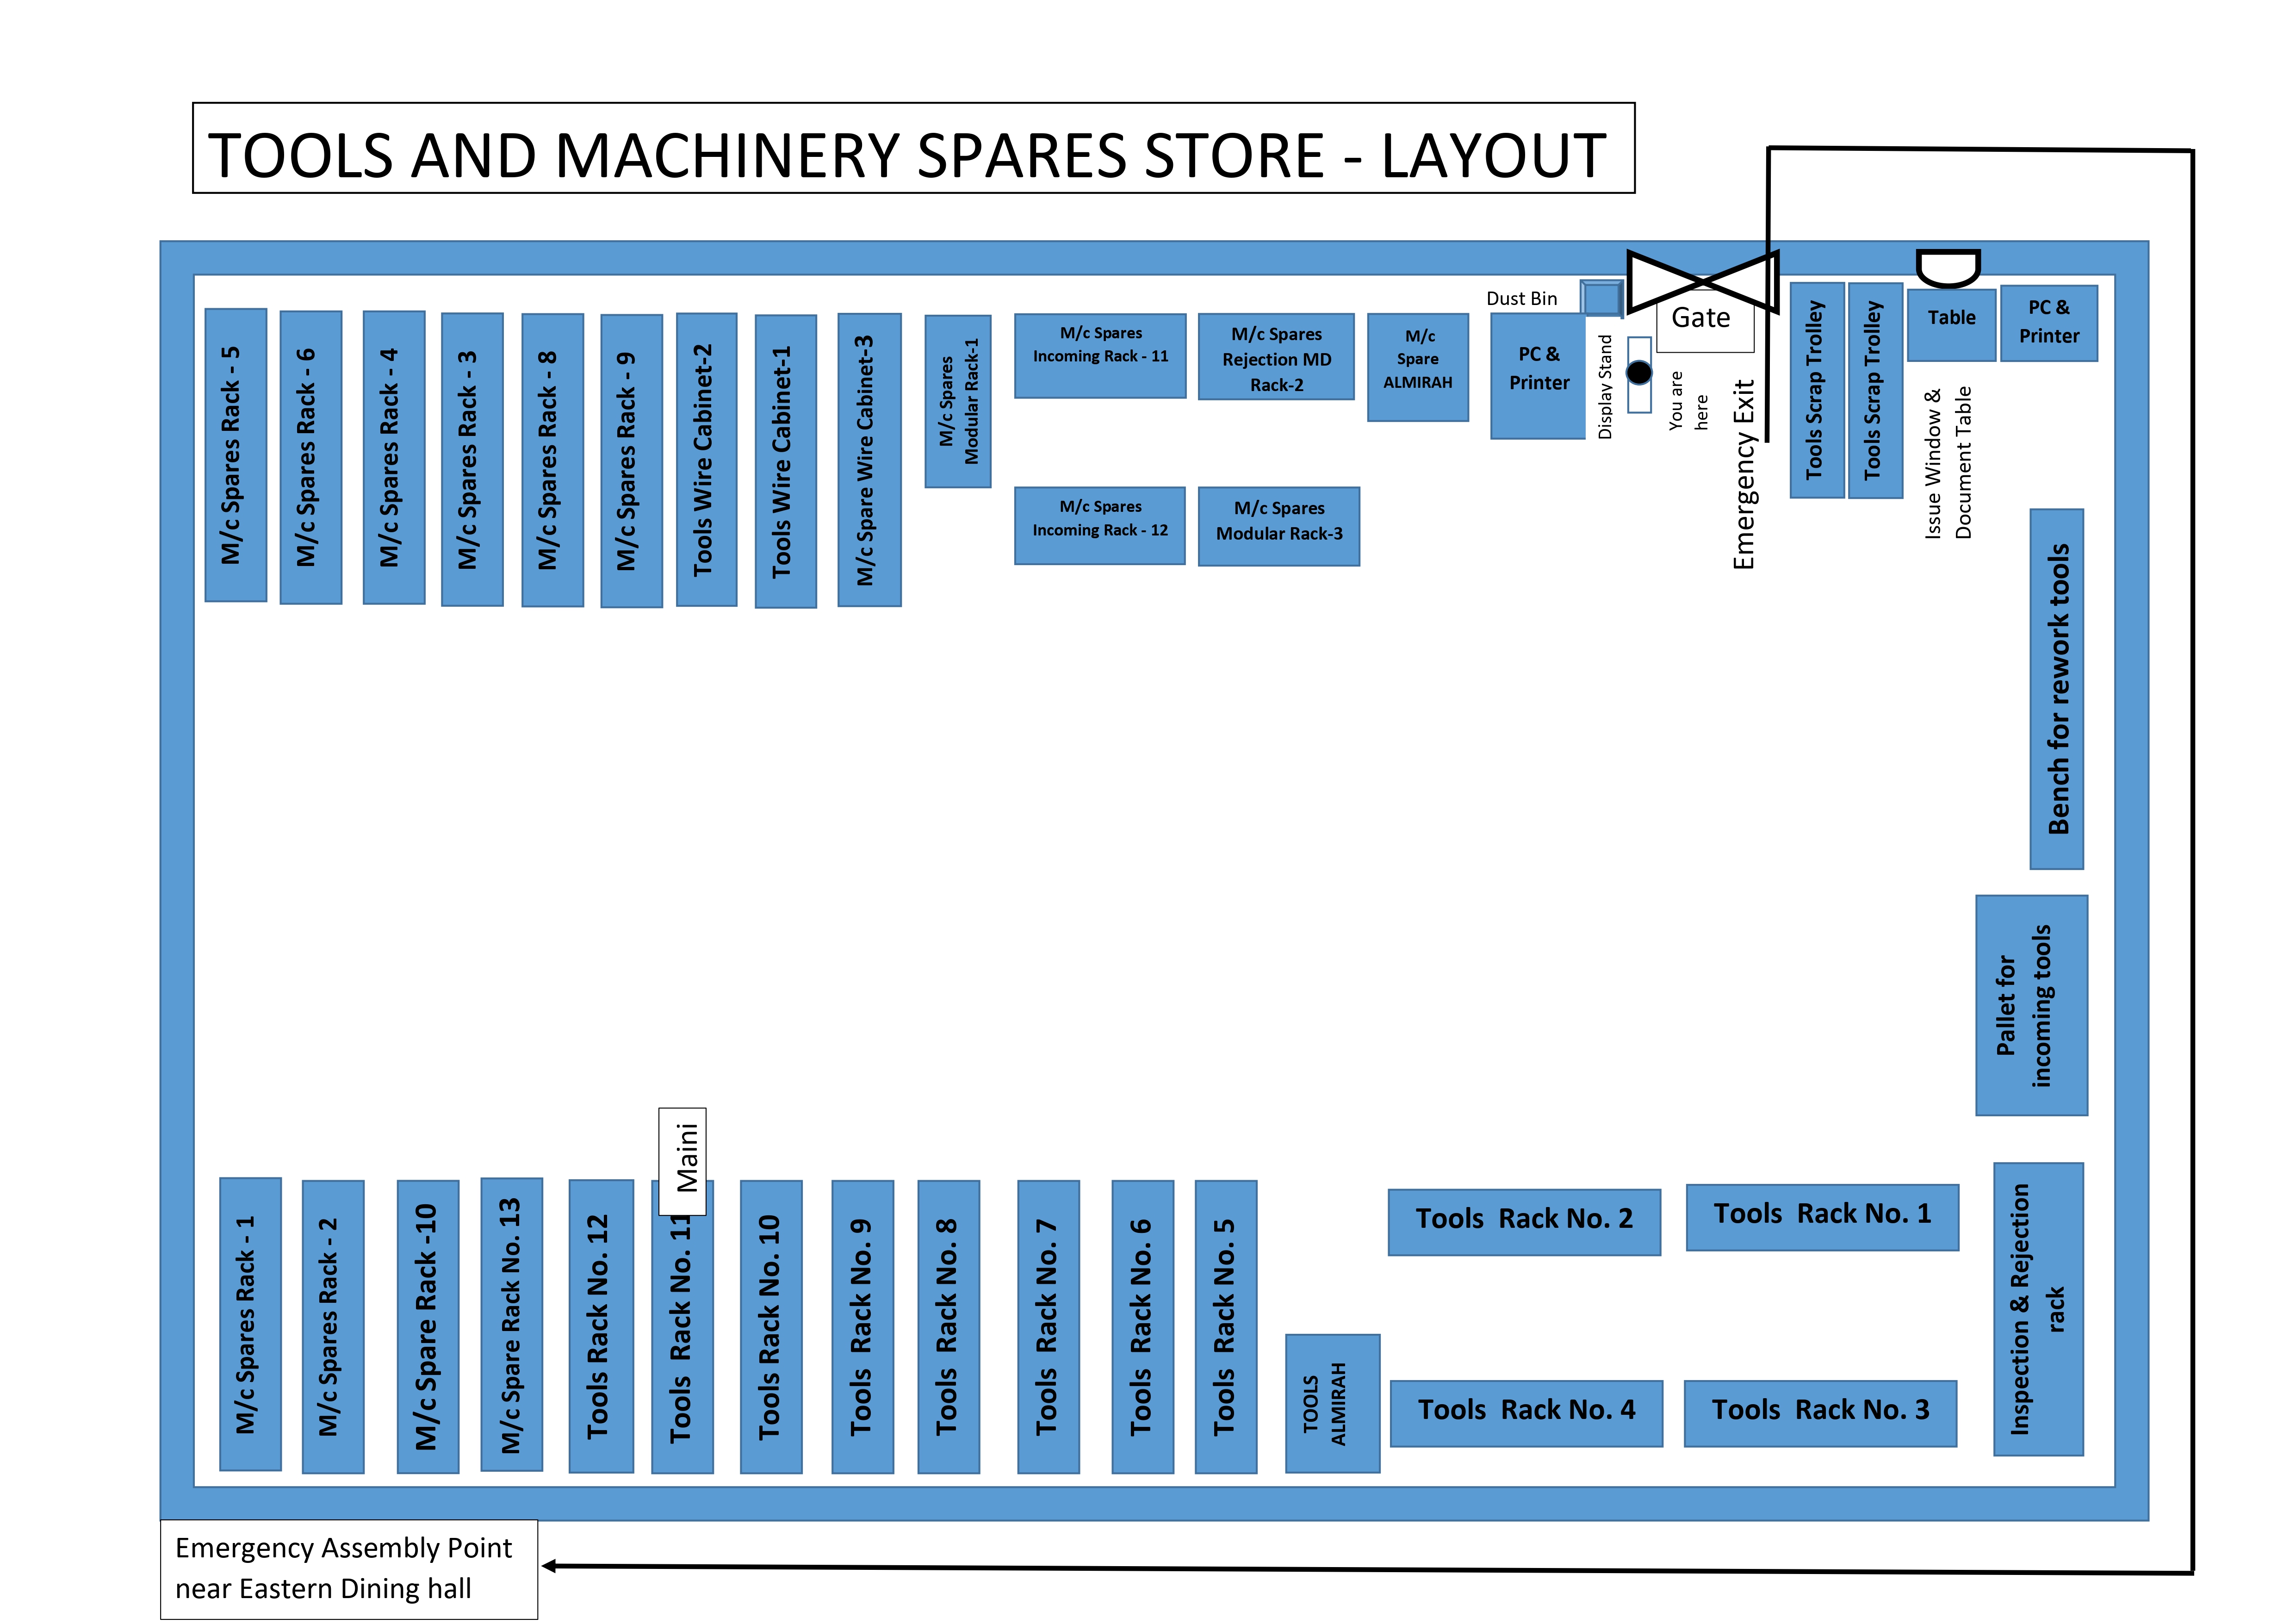 TOOLS AND MACHINERY SPARES STORE - LAYOUT
M/c Spares Rack - 5
M/c Spares Rack - 6
M/c Spares Rack - 4
M/c Spares Rack - 3
M/c Spares Rack - 8
M/c Spares Rack - 9
Tools Wire Cabinet-2
Tools Wire Cabinet-1
M/c Spare Wire Cabinet-3
M/c Spares
Modular Rack-1
M/c Spares
Incoming Rack - 11
M/c Spares
Rejection MD
Rack-2
M/c
Spare
ALMIRAH
Dust Bin
PC &
Printer
Display Stand
Gate
You are
here
Emergency Exit
Tools Scrap Trolley
Tools Scrap Trolley
Table
PC &
Printer
Issue Window &
Document Table
M/c Spares
Incoming Rack - 12
M/c Spares
Modular Rack-3
Bench for rework tools
Pallet for
incoming tools
Maini
M/c Spares Rack - 1
M/c Spares Rack - 2
M/c Spare Rack -10
M/c Spare Rack No. 13
Tools Rack No. 12
Tools Rack No. 11
Tools Rack No. 10
Tools Rack No. 9
Tools Rack No. 8
Tools Rack No. 7
Tools Rack No. 6
Tools Rack No. 5
TOOLS
ALMIRAH
Tools Rack No. 2
Tools Rack No. 1
Tools Rack No. 4
Tools Rack No. 3
Inspection & Rejection
rack
Emergency Assembly Point
near Eastern Dining hall